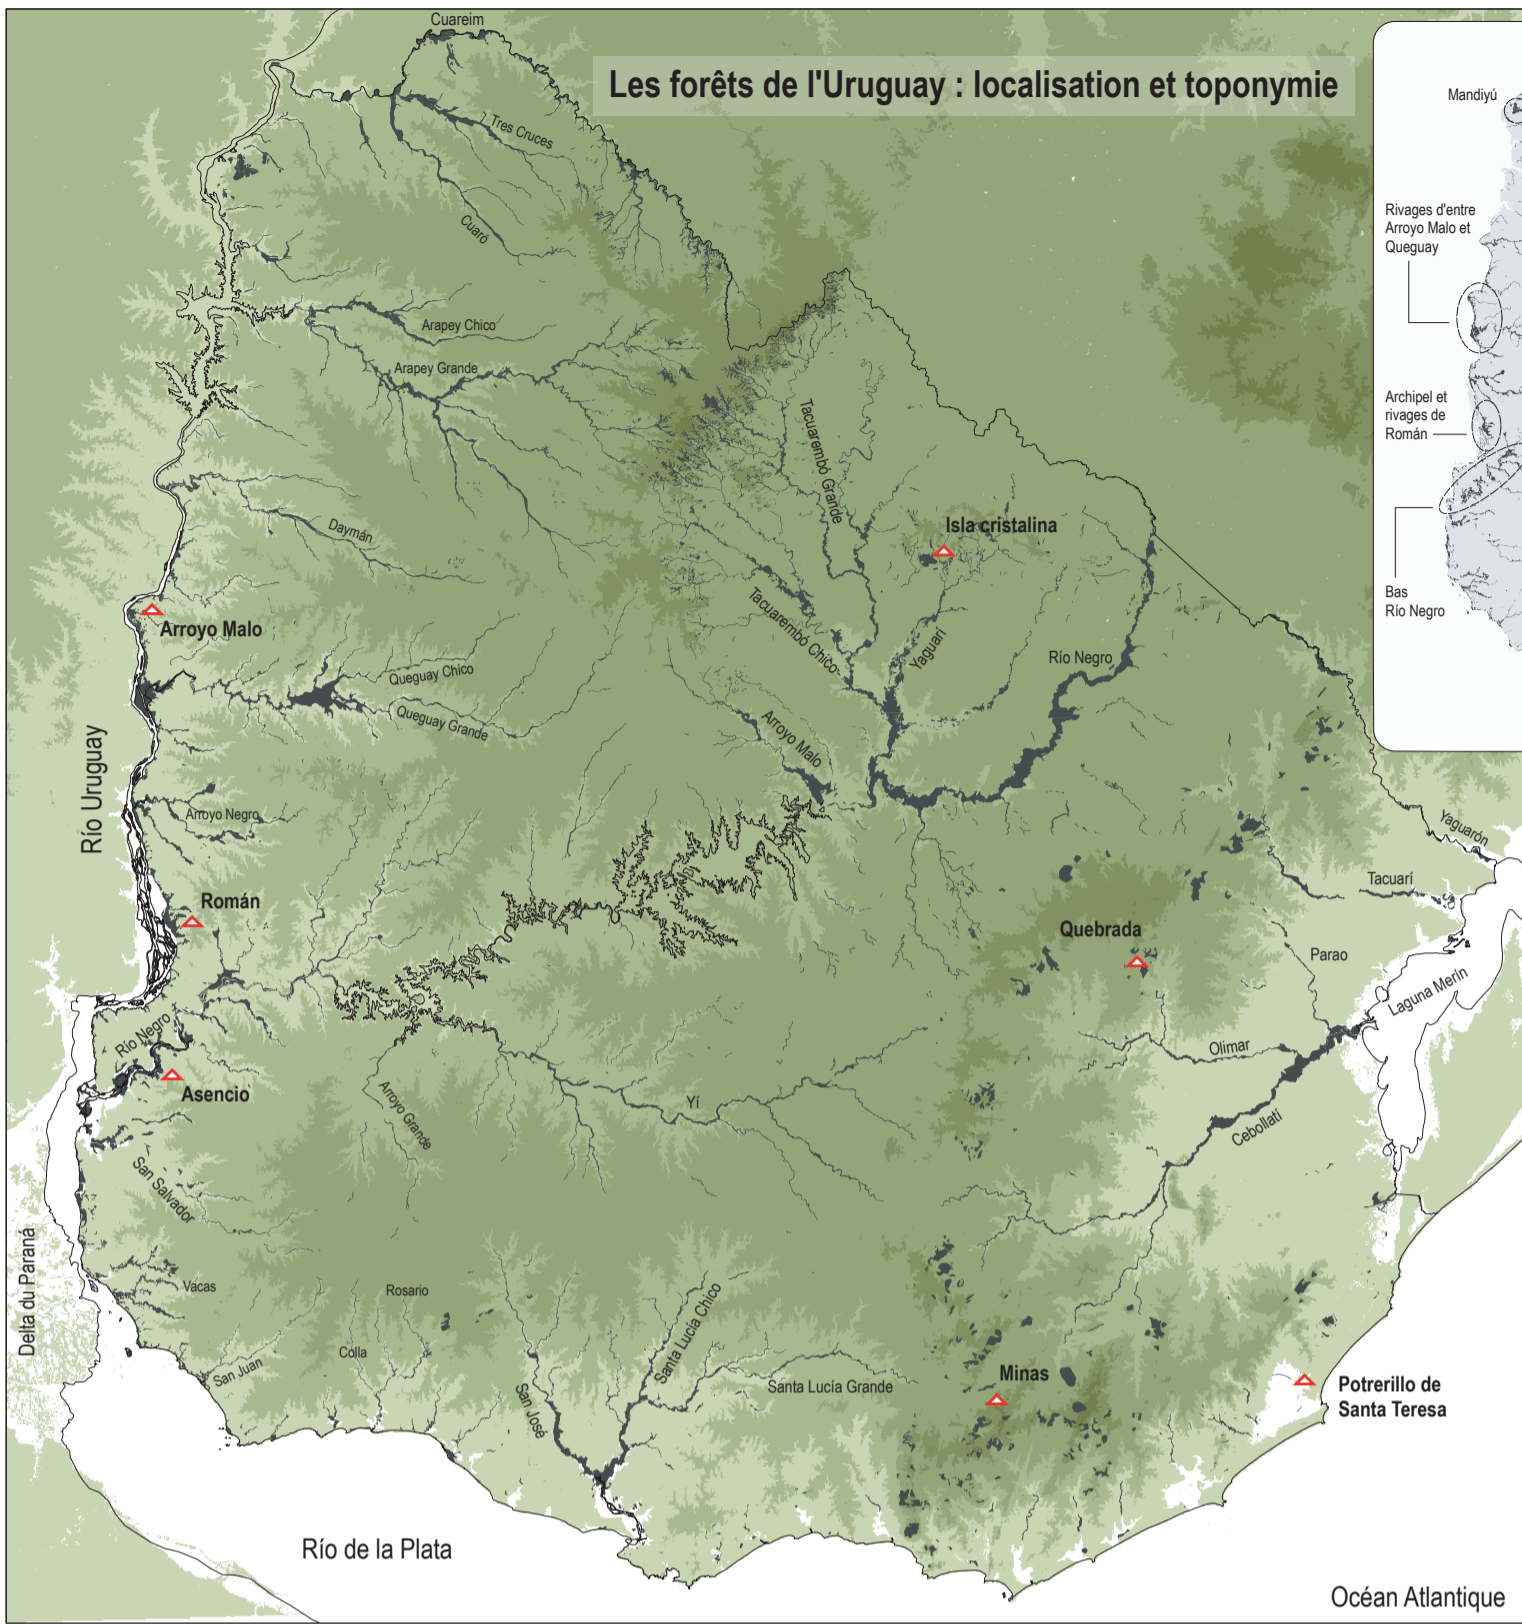 Cuareim
Les forêts de l'Uruguay : localisation et toponymie
Mandiyú
Tres Cruces
Cuaró
Rivages d'entre
Arroyo Malo et
Queguay
Arapey Chico
Arapey Grande
Tacuarembó Grande
Archipel et
rivages de
Román
Daymán
Isla cristalina
Bas
Río Negro
Arroyo Malo
Tacuarembó Chico
Yaguarí
Río Negro
Queguay Chico
Queguay Grande
Arroyo Malo
Río Uruguay
Arroyo Negro
Yaguarón
Tacuarí
Román
Quebrada
Parao
Laguna Merin
Río Negro
Olimar
Asencio
Arroyo Grande
Yí
Cebollatí
San Salvador
Delta du Paraná
Vacas
Rosario
Santa Lucía Chico
San Juan
Colla
San José
Santa Lucía Grande
Minas
Potrerillo de
Santa Teresa
Río de la Plata
Océan Atlantique